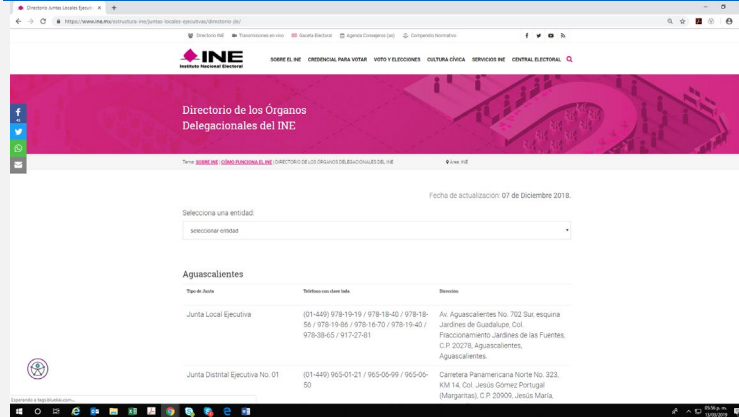 Directorio Juntas Locales Ejecuti
https://www.ine.mx/estructura-ine/juntas-locales-ejecutivas/directorio-jle/
Directorio INE Transmisiones en vivo Gaceta Electoral Agenda Consejeros (as) Compendio Normativo
INE
Instituto Nacional Electoral
SOBRE EL INE CREDENCIAL PARA VOTAR VOTO Y ELECCIONES CULTURA CÍVICA SERVICIOS INE CENTRAL ELECTORAL
Directorio de los Órganos
Delegacionales del INE
Tema: SOBRE INE | CÓMO FUNCIONA EL INE | DIRECTORIO DE LOS ÓRGANOS DELEGACIONALES DEL INE
Área: INE
Fecha de actualización: 07 de Diciembre 2018.
Selecciona una entidad:
seleccionar entidad
Aguascalientes
Tipo de Junta Teléfono con clave lada Dirección
Junta Local Ejecutiva
(01-449) 978-19-19 / 978-18-40 / 978-18-
56 / 978-19-86 / 978-16-70 / 978-19-40 /
978-38-65 / 917-27-81
Av. Aguascalientes No. 702 Sur, esquina
Jardines de Guadalupe, Col.
Fraccionamiento Jardines de las Fuentes,
C.P. 20278, Aguascalientes,
Aguascalientes.
Junta Distrital Ejecutiva No. 01
(01-449) 965-01-21 / 965-06-99 / 965-06-
50
Carretera Panamericana Norte No. 323,
KM 14, Col. Jesús Gómez Portugal
(Margaritas), C.P. 20909, Jesús María,
05:56 p. m.
13/03/2019